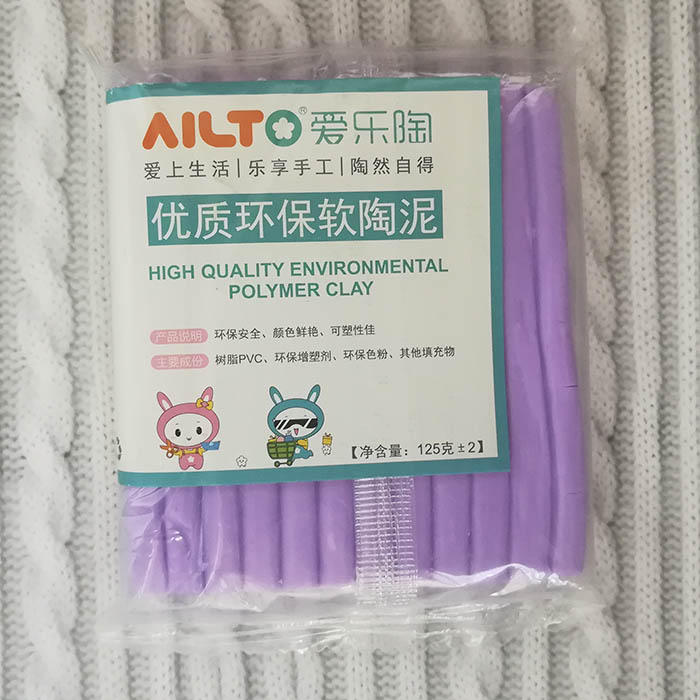 AILTO® 爱乐陶
爱上生活|乐享手工|陶然自得
优质环保软陶泥
HIGH QUALITY ENVIRONMENTAL
POLYMER CLAY
产品说明 环保安全、颜色鲜艳、可塑性佳
主要成份 树脂PVC、环保增塑剂、环保色粉、其他填充物
【净含量：125克±2】